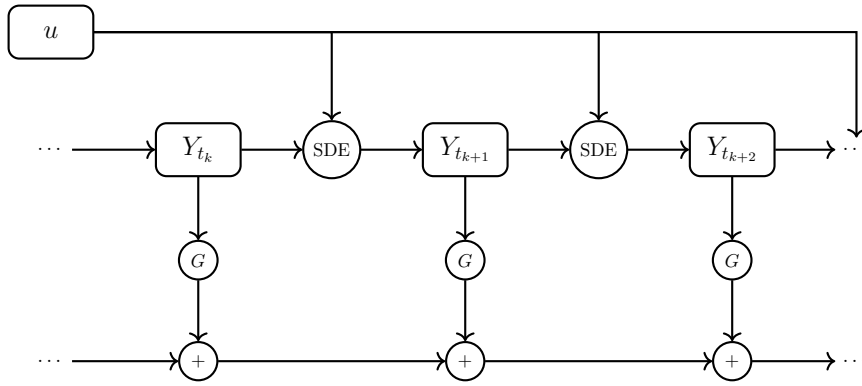 u
⋯ Y_{t_k} SDE Y_{t_{k+1}} SDE Y_{t_{k+2}} ⋯
G G G
⋯ + + + ⋯